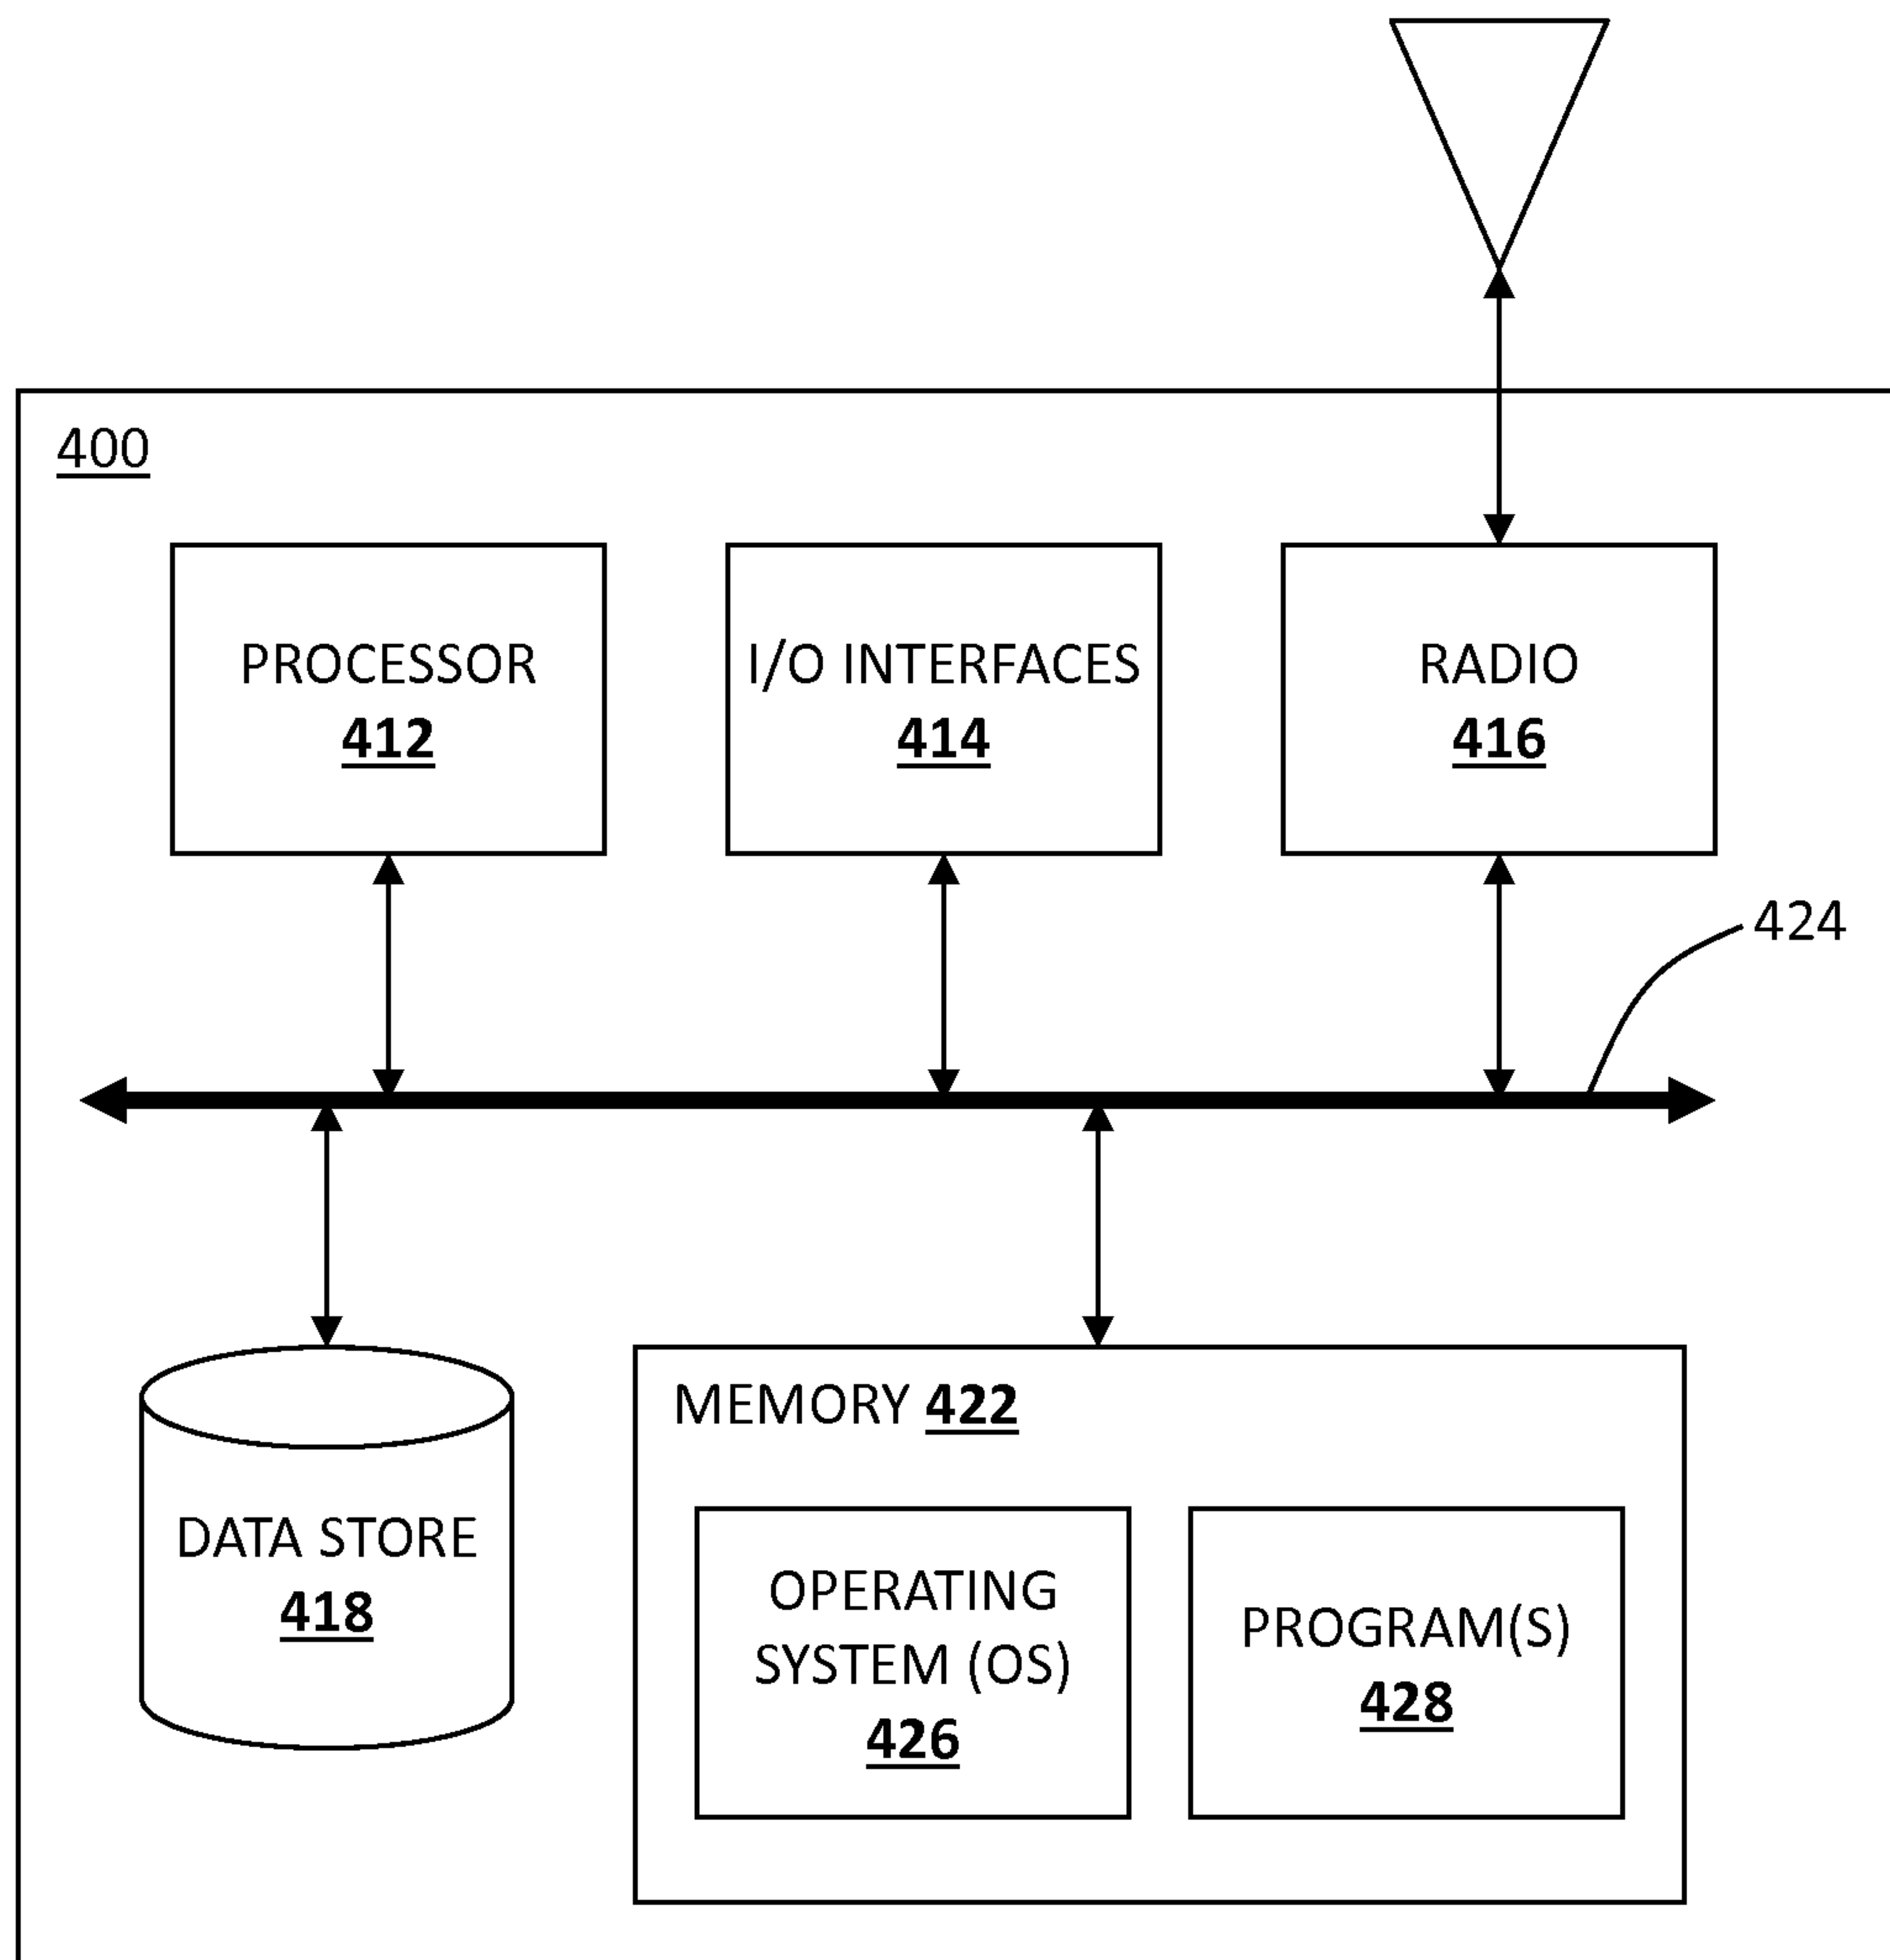 400
PROCESSOR
412
I/O INTERFACES
414
RADIO
416
424
DATA STORE
418
MEMORY 422
OPERATING
SYSTEM (OS)
426
PROGRAM(S)
428